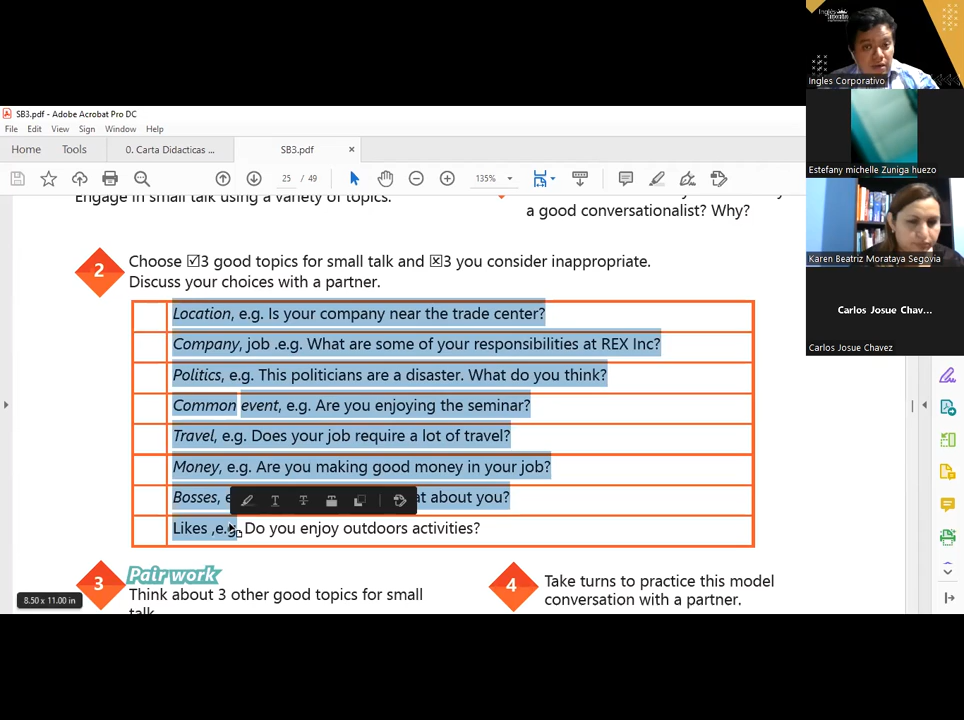 SB3.pdf - Adobe Acrobat Pro DC
File Edit View Sign Window Help
Home Tools 0. Carta Didacticas ... SB3.pdf ×
25 / 49 135%
Engage in small talk using a variety of topics.
a good conversationalist? Why?
2
Choose ☑3 good topics for small talk and ☒3 you consider inappropriate.
Discuss your choices with a partner.
Location, e.g. Is your company near the trade center?
Company, job .e.g. What are some of your responsibilities at REX Inc?
Politics, e.g. This politicians are a disaster. What do you think?
Common event, e.g. Are you enjoying the seminar?
Travel, e.g. Does your job require a lot of travel?
Money, e.g. Are you making good money in your job?
Bosses, about you?
Likes ,e.g. Do you enjoy outdoors activities?
3 Pair work
Think about 3 other good topics for small
talk.
4 Take turns to practice this model
conversation with a partner.
8.50 x 11.00 in
Inglés
Ingles Corporativo
Estefany michelle Zuniga huezo
Karen Beatriz Morataya Segovia
Carlos Josue Chav...
Carlos Josue Chavez